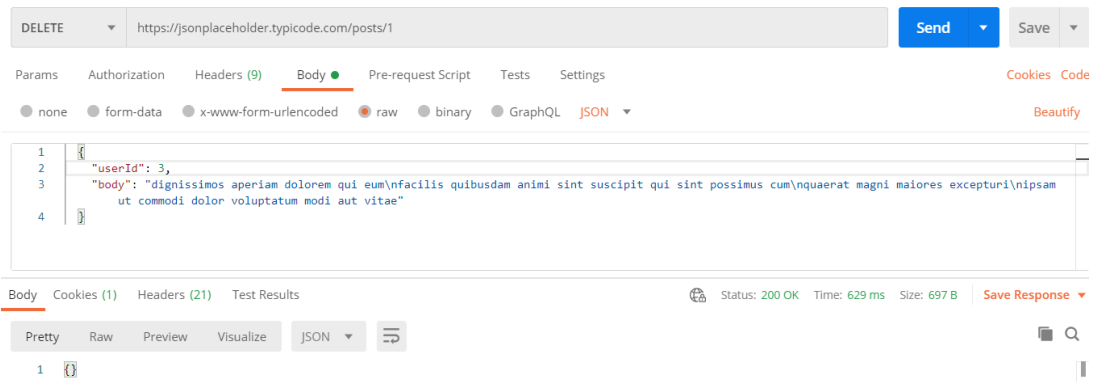 DELETE https://jsonplaceholder.typicode.com/posts/1 Send Save
Params Authorization Headers (9) Body Pre-request Script Tests Settings Cookies Code
none form-data x-www-form-urlencoded raw binary GraphQL JSON Beautify
1 {
2 "userId": 3,
3 "body": "dignissimos aperiam dolorem qui eum\nfacilis quibusdam animi sint suscipit qui sint possimus cum\nquaerat magni maiores excepturi\nipsam
ut commodi dolor voluptatum modi aut vitae"
4 }
Body Cookies (1) Headers (21) Test Results Status: 200 OK Time: 629 ms Size: 697 B Save Response
Pretty Raw Preview Visualize JSON
1 {}